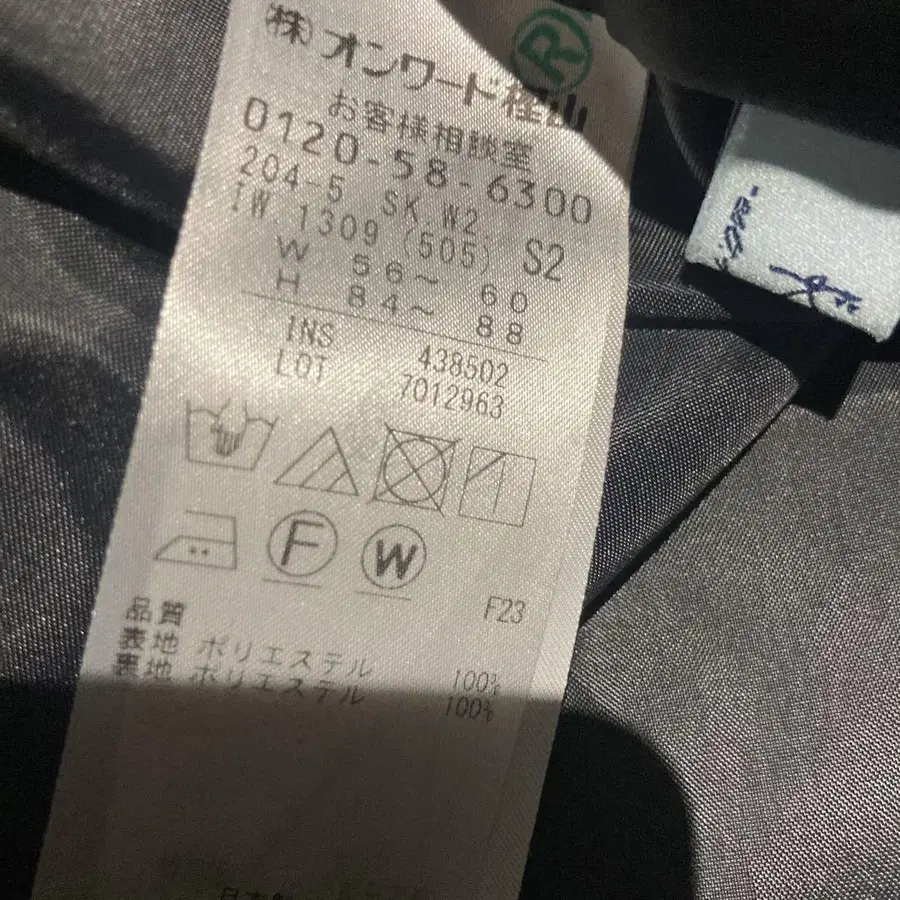 Ⓡ
㈱オンワード樫山
お客様相談室
0120-58-6300
204-5 SK.W2
IW 1309 (505) S2
W 56～ 60
H 84～ 88
INS 438502
LOT 7012963
F
W
F23
品質
表地 ポリエステル 100%
裏地 ポリエステル 100%